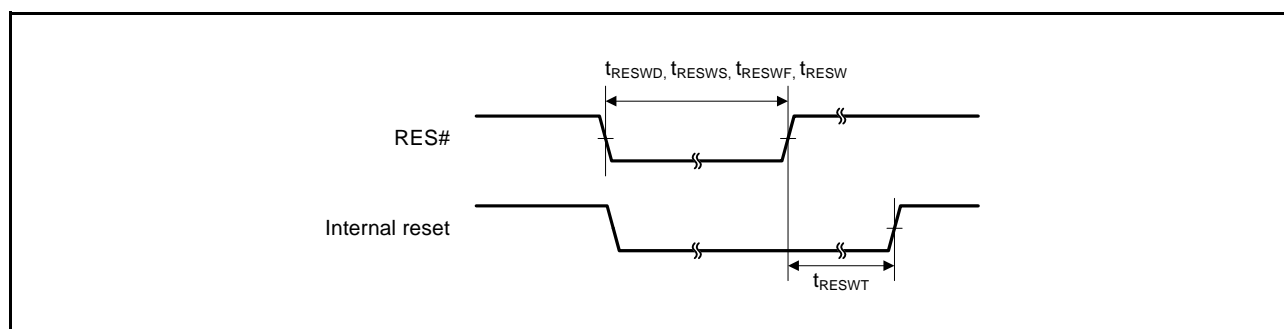 tRESWD, tRESWS, tRESWF, tRESW
RES#
Internal reset
tRESWT